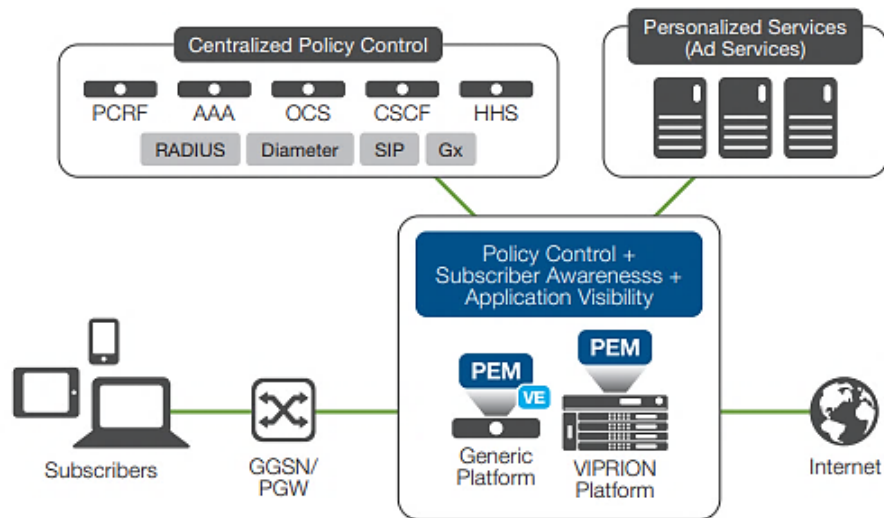 Centralized Policy Control
PCRF
AAA
OCS
CSCF
HHS
RADIUS
Diameter
SIP
Gx
Personalized Services
(Ad Services)
Policy Control +
Subscriber Awarenesss +
Application Visibility
PEM
VE
PEM
Generic
Platform
VIPRION
Platform
Subscribers
GGSN/
PGW
Internet